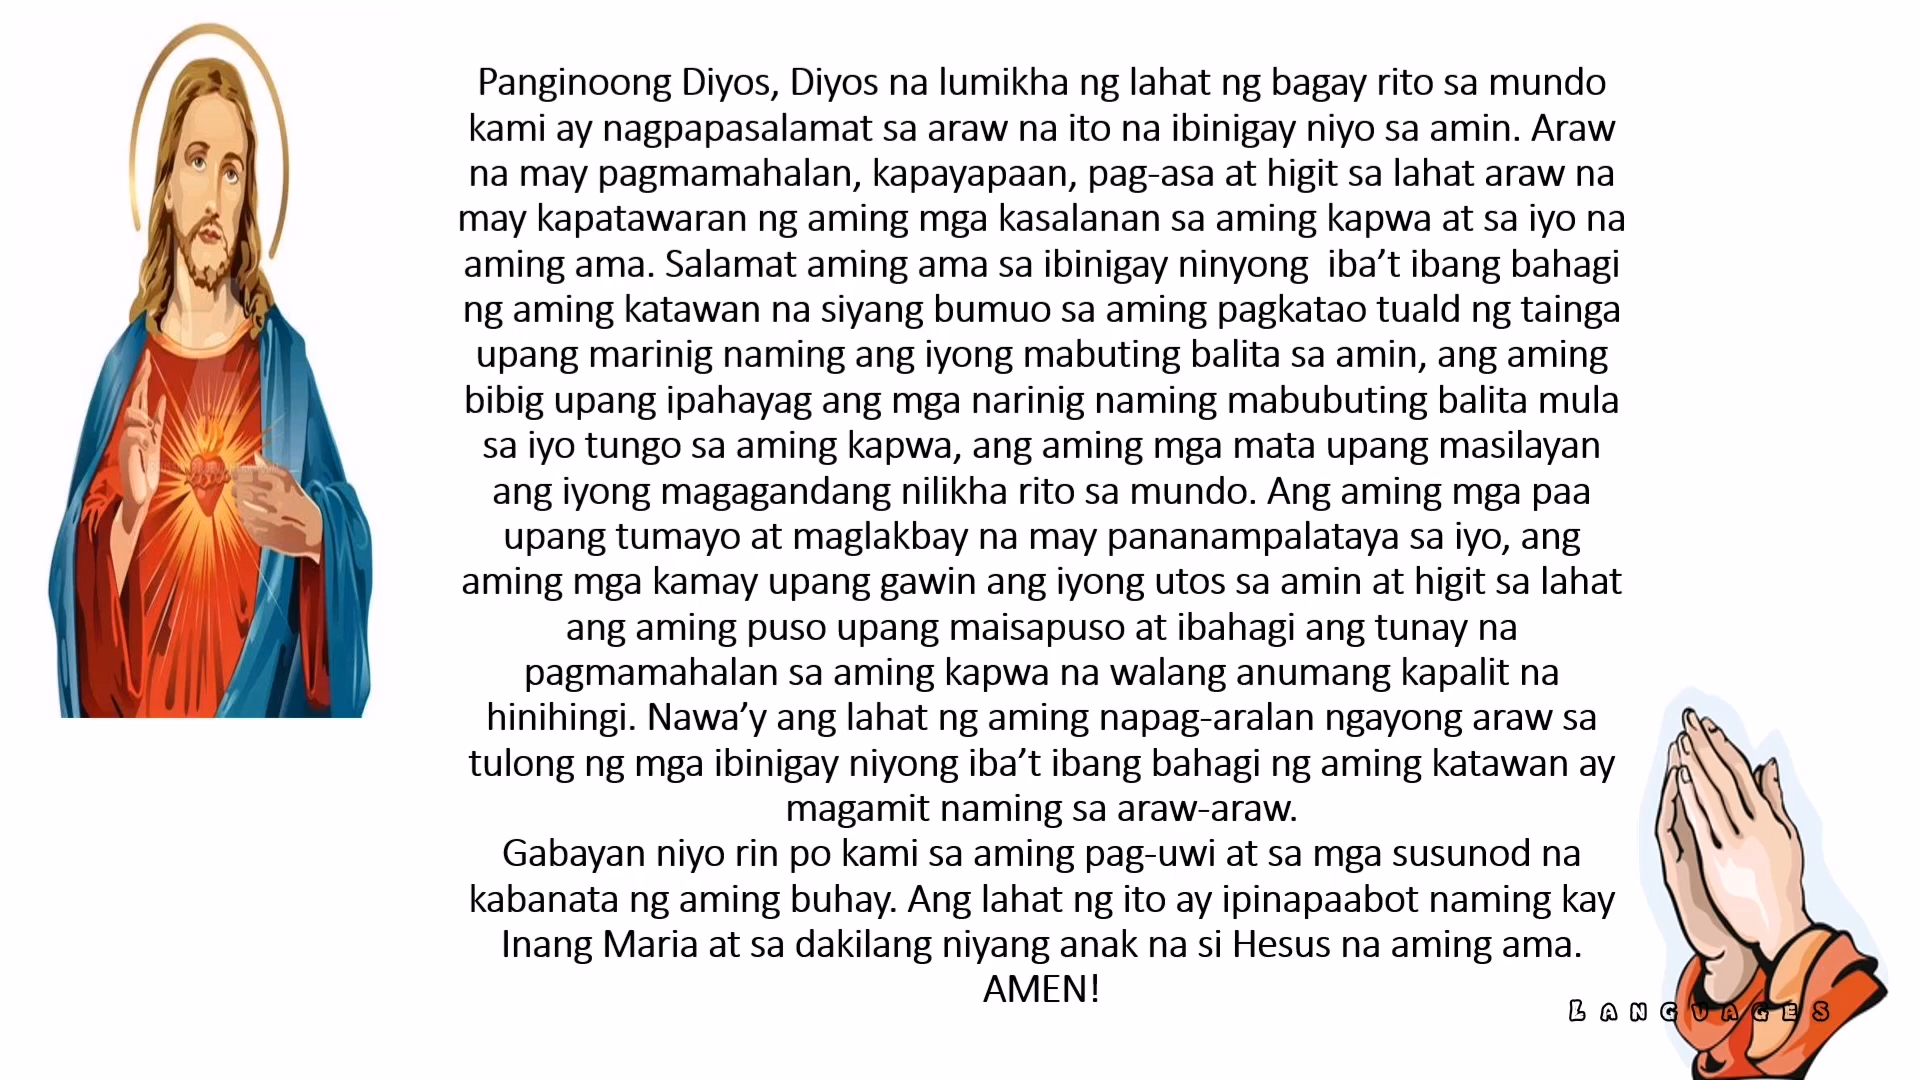 Panginoong Diyos, Diyos na lumikha ng lahat ng bagay rito sa mundo
kami ay nagpapasalamat sa araw na ito na ibinigay niyo sa amin. Araw
na may pagmamahalan, kapayapaan, pag-asa at higit sa lahat araw na
may kapatawaran ng aming mga kasalanan sa aming kapwa at sa iyo na
aming ama. Salamat aming ama sa ibinigay ninyong  iba’t ibang bahagi
ng aming katawan na siyang bumuo sa aming pagkatao tuald ng tainga
upang marinig naming ang iyong mabuting balita sa amin, ang aming
bibig upang ipahayag ang mga narinig naming mabubuting balita mula
sa iyo tungo sa aming kapwa, ang aming mga mata upang masilayan
ang iyong magagandang nilikha rito sa mundo. Ang aming mga paa
upang tumayo at maglakbay na may pananampalataya sa iyo, ang
aming mga kamay upang gawin ang iyong utos sa amin at higit sa lahat
ang aming puso upang maisapuso at ibahagi ang tunay na
pagmamahalan sa aming kapwa na walang anumang kapalit na
hinihingi. Nawa’y ang lahat ng aming napag-aralan ngayong araw sa
tulong ng mga ibinigay niyong iba’t ibang bahagi ng aming katawan ay
magamit naming sa araw-araw.
Gabayan niyo rin po kami sa aming pag-uwi at sa mga susunod na
kabanata ng aming buhay. Ang lahat ng ito ay ipinapaabot naming kay
Inang Maria at sa dakilang niyang anak na si Hesus na aming ama.
AMEN!
LANGUAGES